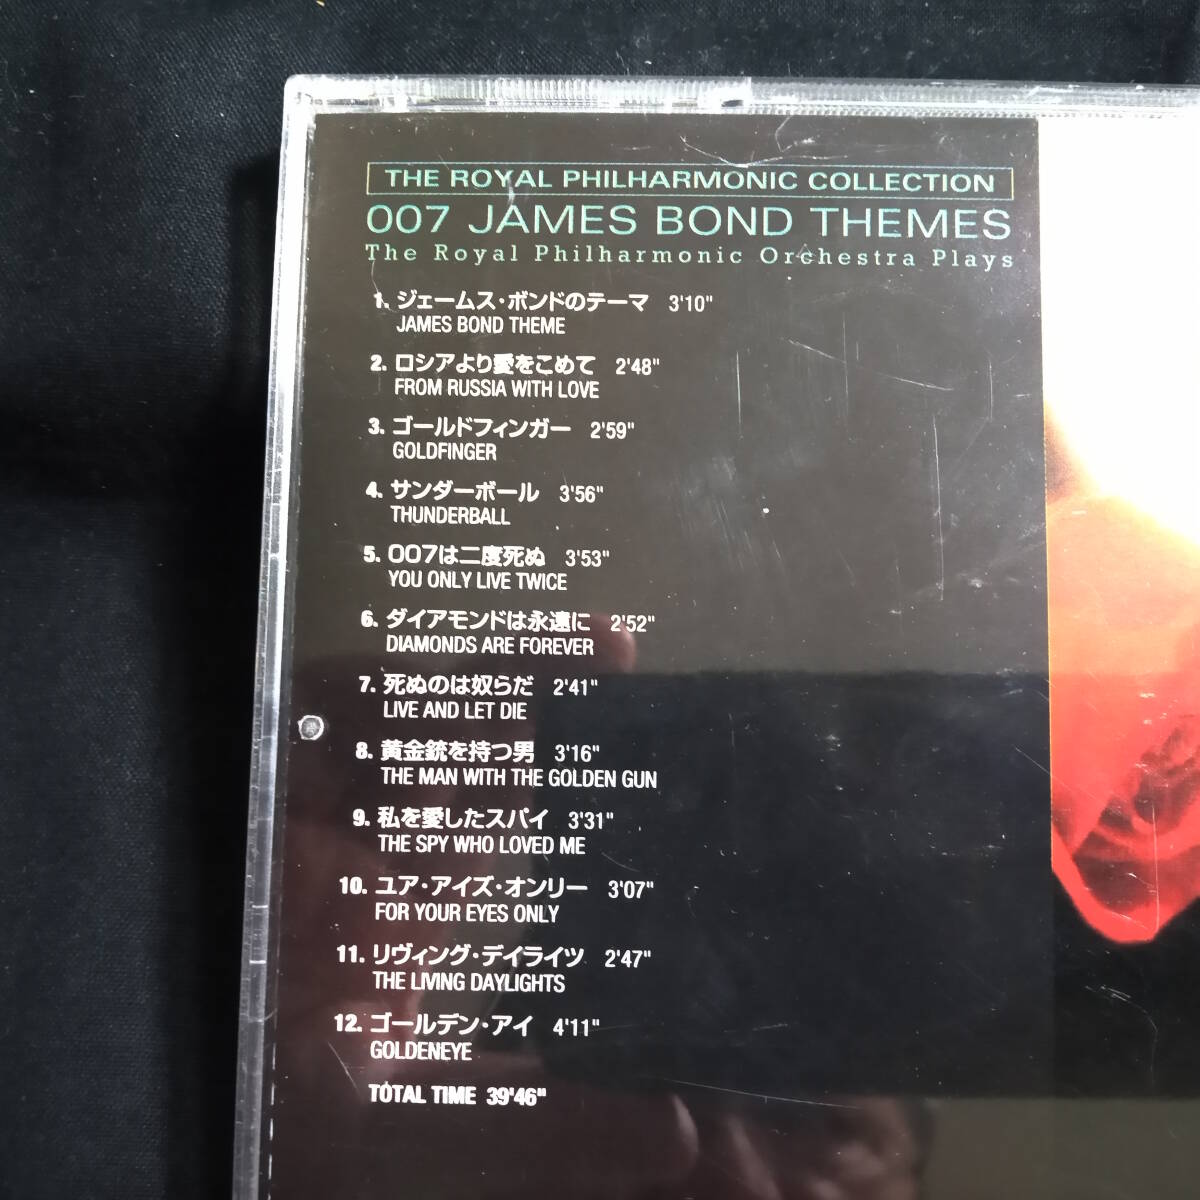 THE ROYAL PHILHARMONIC COLLECTION
007 JAMES BOND THEMES
The Royal Philharmonic Orchestra Plays
1. ジェームス・ボンドのテーマ 3'10"
JAMES BOND THEME
2. ロシアより愛をこめて 2'48"
FROM RUSSIA WITH LOVE
3. ゴールドフィンガー 2'59"
GOLDFINGER
4. サンダーボール 3'56"
THUNDERBALL
5. 007は二度死ぬ 3'53"
YOU ONLY LIVE TWICE
6. ダイアモンドは永遠に 2'52"
DIAMONDS ARE FOREVER
7. 死ぬのは奴らだ 2'41"
LIVE AND LET DIE
8. 黄金銃を持つ男 3'16"
THE MAN WITH THE GOLDEN GUN
9. 私を愛したスパイ 3'31"
THE SPY WHO LOVED ME
10. ユア・アイズ・オンリー 3'07"
FOR YOUR EYES ONLY
11. リヴィング・デイライツ 2'47"
THE LIVING DAYLIGHTS
12. ゴールデン・アイ 4'11"
GOLDENEYE
TOTAL TIME 39'46"